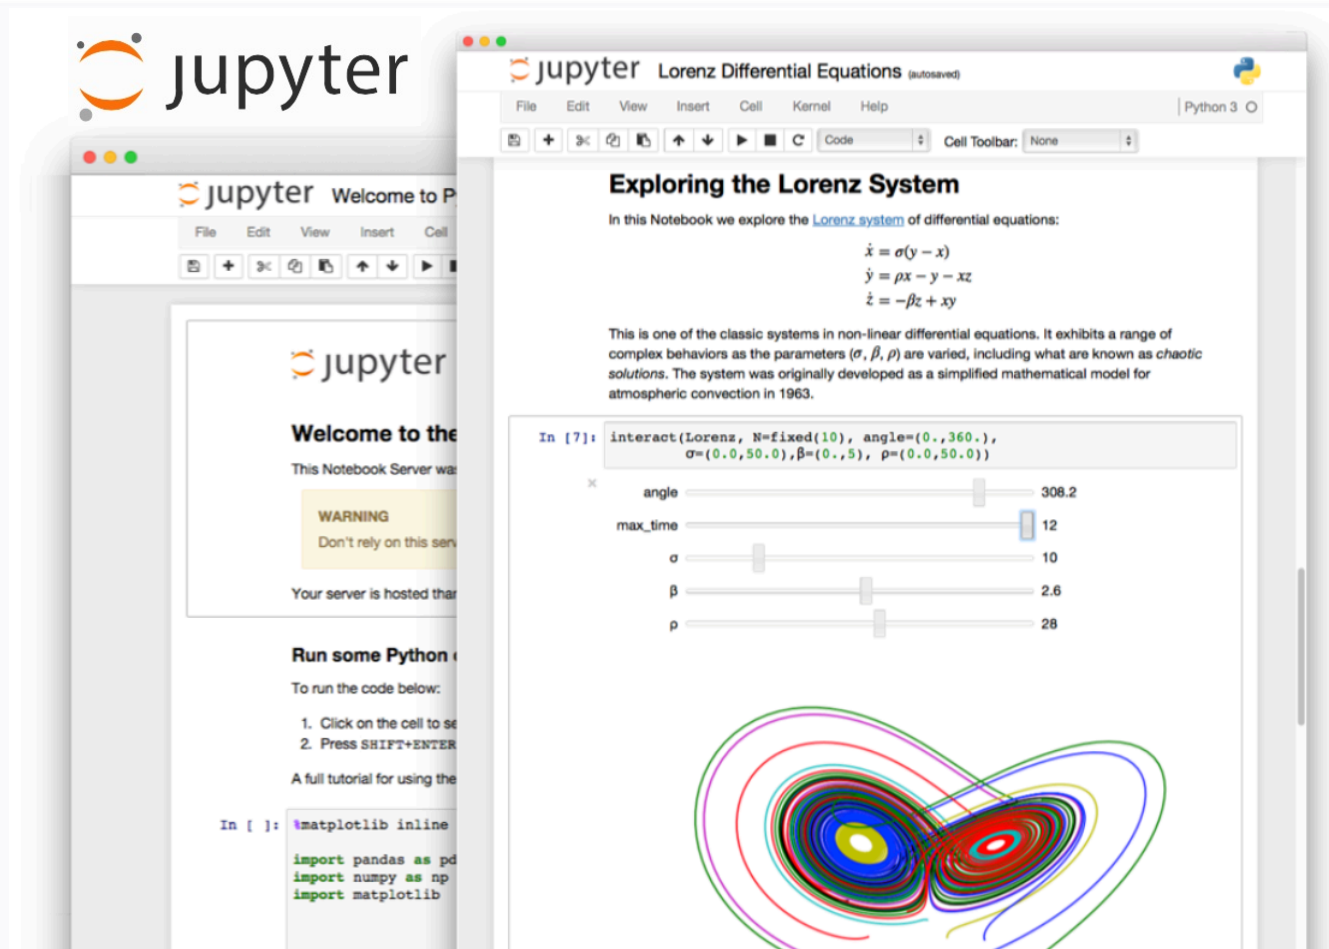 jupyter
jupyter Welcome to P
File Edit View Insert Cell
jupyter
Welcome to the
This Notebook Server was
WARNING
Don't rely on this serv
Your server is hosted than
Run some Python
To run the code below:
1. Click on the cell to se
2. Press SHIFT+ENTER
A full tutorial for using the
In [ ]: %matplotlib inline
import pandas as pd
import numpy as np
import matplotlib
jupyter Lorenz Differential Equations (autosaved)
File Edit View Insert Cell Kernel Help Python 3
Code Cell Toolbar: None
Exploring the Lorenz System
In this Notebook we explore the Lorenz system of differential equations:
ẋ = σ(y − x)
ẏ = ρx − y − xz
ż = −βz + xy
This is one of the classic systems in non-linear differential equations. It exhibits a range of
complex behaviors as the parameters (σ, β, ρ) are varied, including what are known as chaotic
solutions. The system was originally developed as a simplified mathematical model for
atmospheric convection in 1963.
In [7]: interact(Lorenz, N=fixed(10), angle=(0.,360.),
σ=(0.0,50.0),β=(0.,5), ρ=(0.0,50.0))
angle 308.2
max_time 12
σ 10
β 2.6
ρ 28